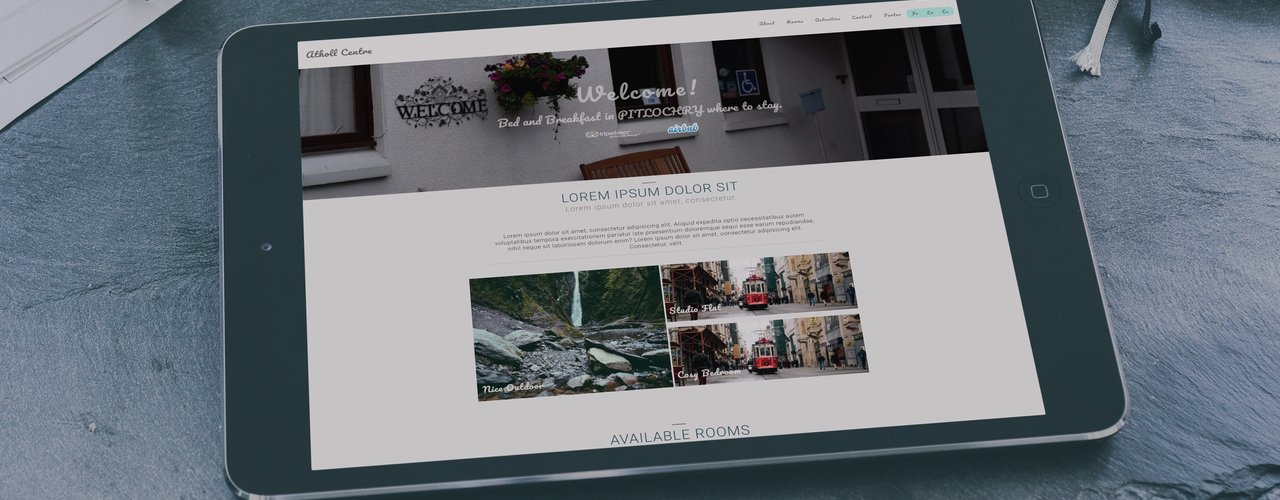 Atholl Centre
About Rooms Activities Contact Footer Fr En Es
WELCOME
Welcome!
Bed and Breakfast in PITLOCHRY where to stay.
tripadvisor
airbnb
LOREM IPSUM DOLOR SIT
Lorem ipsum dolor sit amet, consectetur.
Lorem ipsum dolor sit amet, consectetur adipisicing elit. Aliquid expedita optio necessitatibus autem
voluptatibus tempora exercitationem pariatur iste praesentium doloremque sequi esse earum repudiandae,
nihil neque sit laboriosam dolorum enim? Lorem ipsum dolor sit amet, consectetur adipisicing elit.
Consectetur, velit.
Nice Outdoor
Studio Flat
Cosy Bedroom
AVAILABLE ROOMS